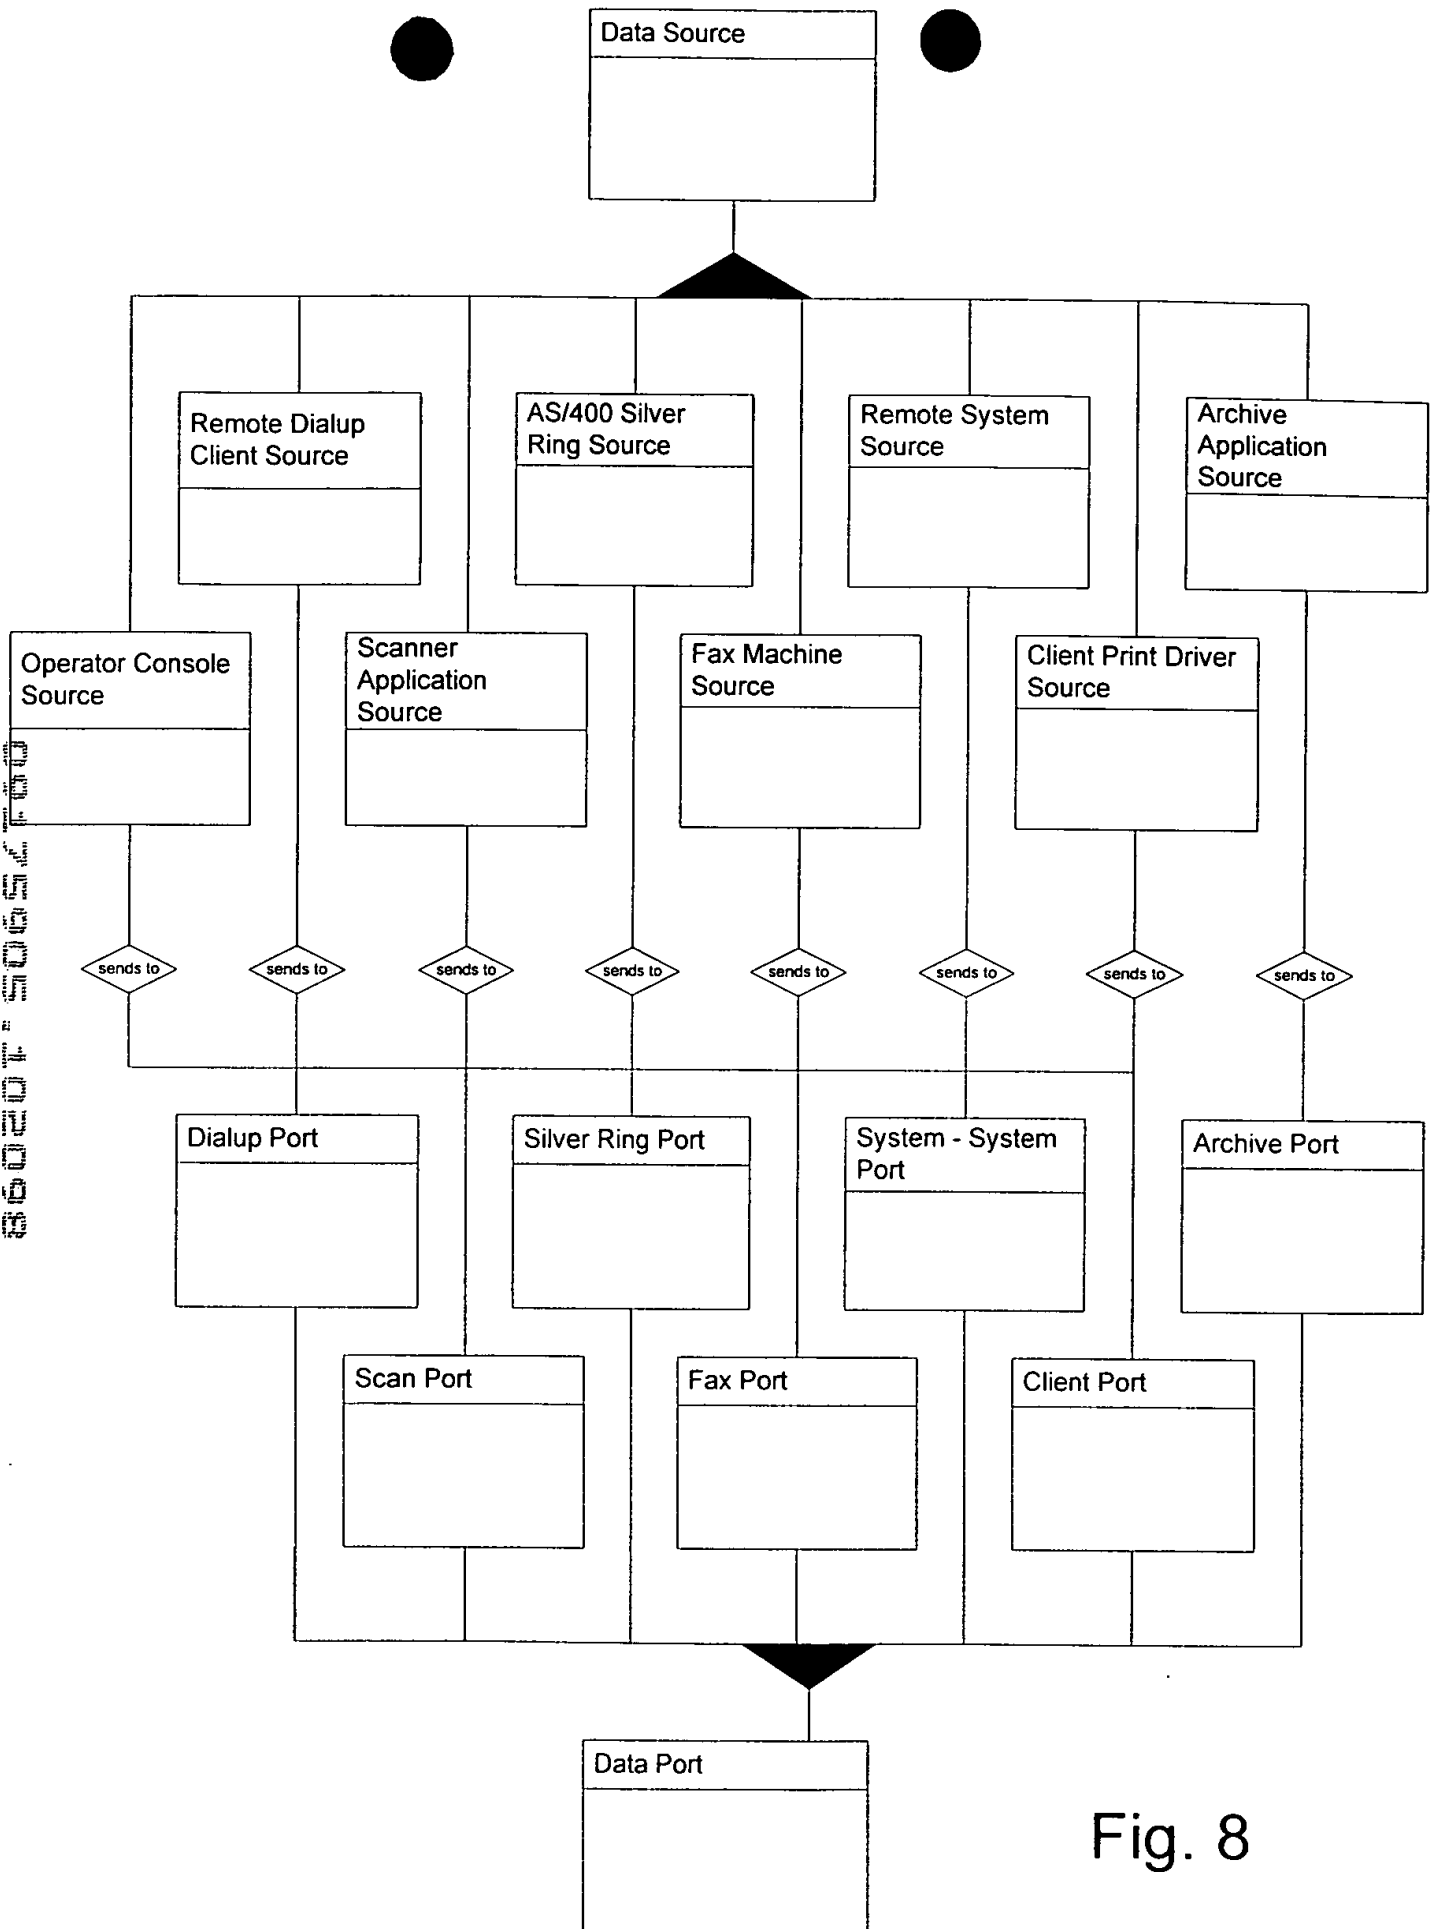 Data Source
Remote Dialup
Client Source
AS/400 Silver
Ring Source
Remote System
Source
Archive
Application
Source
Operator Console
Source
Scanner
Application
Source
Fax Machine
Source
Client Print Driver
Source
sends to
sends to
sends to
sends to
sends to
sends to
sends to
sends to
Dialup Port
Silver Ring Port
System - System
Port
Archive Port
Scan Port
Fax Port
Client Port
Data Port
Fig. 8